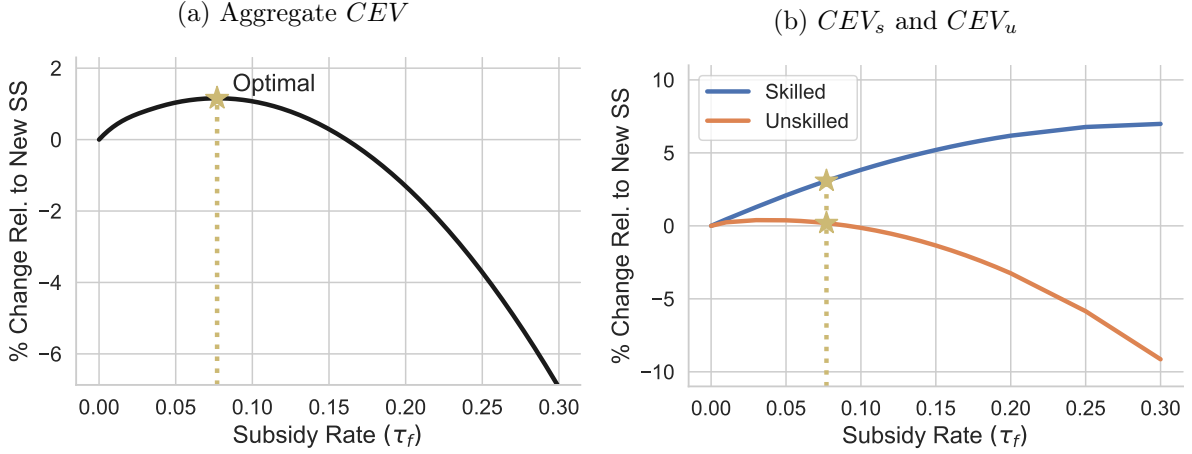 (a) Aggregate CEV
% Change Rel. to New SS
2
0
−2
−4
−6
Optimal
0.00 0.05 0.10 0.15 0.20 0.25 0.30
Subsidy Rate (τf)
(b) CEVs and CEVu
% Change Rel. to New SS
10
5
0
−5
−10
Skilled
Unskilled
0.00 0.05 0.10 0.15 0.20 0.25 0.30
Subsidy Rate (τf)